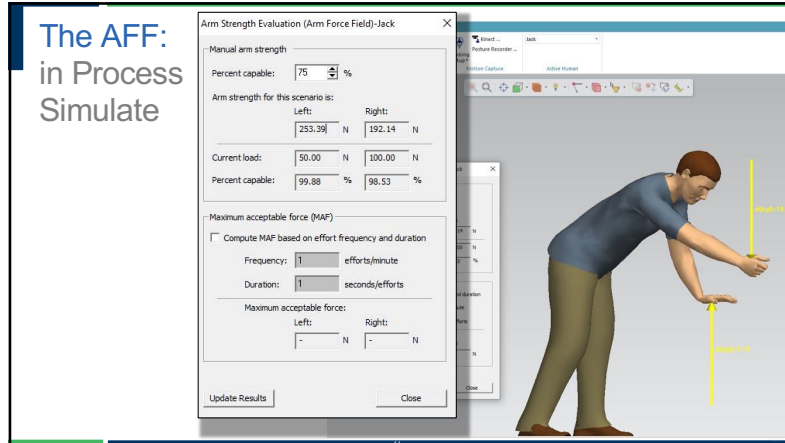 The AFF:
in Process
Simulate
Arm Strength Evaluation (Arm Force Field)-Jack
Manual arm strength
Percent capable: 75 %
Arm strength for this scenario is:
Left: Right:
253.39 N 192.14 N
Current load: 50.00 N 100.00 N
Percent capable: 99.88 % 98.53 %
Maximum acceptable force (MAF)
Compute MAF based on effort frequency and duration
Frequency: 1 efforts/minute
Duration: 1 seconds/efforts
Maximum acceptable force:
Left: Right:
- N - N
Update Results Close
Kinect ...
Posture Recorder ...
Motion Capture
Jack
Active Human
N
N
%
N
Close